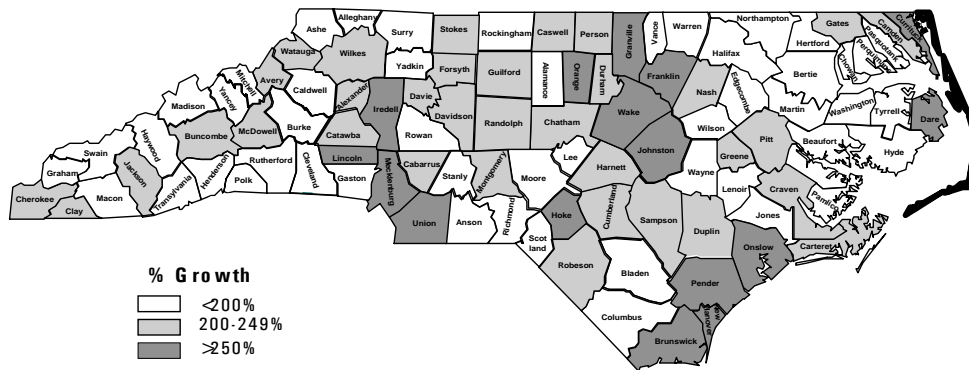 Ashe
Alleghany
Surry
Stokes
Rockingham
Caswell
Person
Granville
Vance
Warren
Northampton
Gates
Camden
Currituck
Pasquotank
Perquimans
Chowan
Hertford
Halifax
Watauga
Wilkes
Yadkin
Forsyth
Guilford
Alamance
Orange
Durham
Franklin
Nash
Edgecombe
Bertie
Avery
Mitchell
Yancey
Madison
Caldwell
Alexander
Iredell
Davie
Davidson
Randolph
Chatham
Wake
Wilson
Martin
Washington
Tyrrell
Dare
Haywood
Buncombe
McDowell
Burke
Catawba
Rowan
Johnston
Pitt
Beaufort
Hyde
Swain
Graham
Jackson
Henderson
Transylvania
Rutherford
Polk
Cleveland
Lincoln
Gaston
Mecklenburg
Cabarrus
Stanly
Montgomery
Moore
Lee
Harnett
Wayne
Greene
Lenoir
Craven
Pamlico
Jones
Carteret
Cherokee
Clay
Macon
Union
Anson
Richmond
Scot
land
Hoke
Cumberland
Sampson
Duplin
Onslow
Robeson
Bladen
Pender
New
Hanover
Columbus
Brunswick
% Growth
<200%
200-249%
>250%